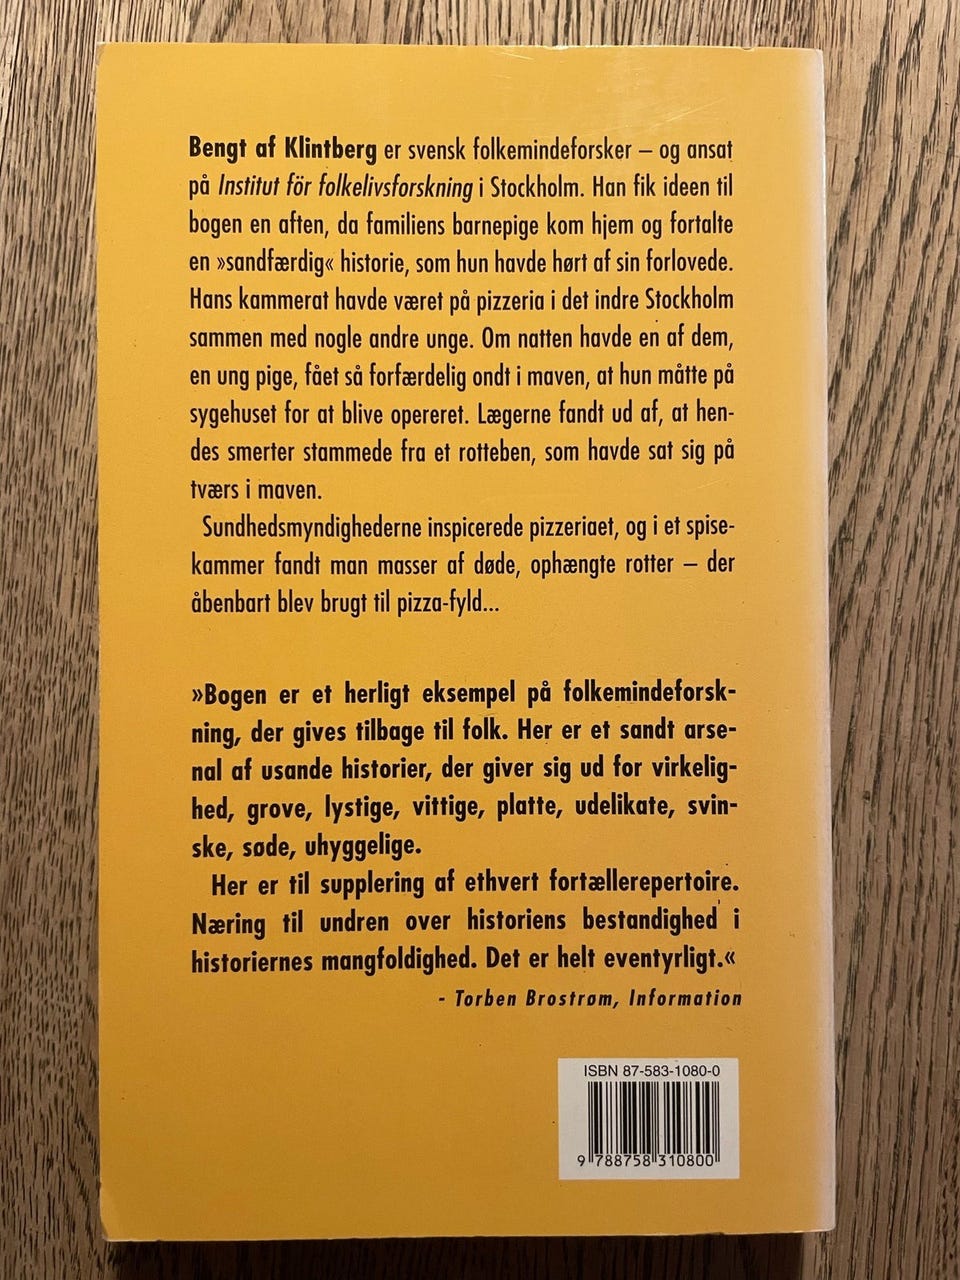 Bengt af Klintberg er svensk folkemindeforsker – og ansat
på Institut för folkelivsforskning i Stockholm. Han fik ideen til
bogen en aften, da familiens barnepige kom hjem og fortalte
en »sandfærdig« historie, som hun havde hørt af sin forlovede.
Hans kammerat havde været på pizzeria i det indre Stockholm
sammen med nogle andre unge. Om natten havde en af dem,
en ung pige, fået så forfærdelig ondt i maven, at hun måtte på
sygehuset for at blive opereret. Lægerne fandt ud af, at hen-
des smerter stammede fra et rotteben, som havde sat sig på
tværs i maven.
Sundhedsmyndighederne inspicerede pizzeriaet, og i et spise-
kammer fandt man masser af døde, ophængte rotter – der
åbenbart blev brugt til pizza-fyld...
»Bogen er et herligt eksempel på folkemindeforsk-
ning, der gives tilbage til folk. Her er et sandt arse-
nal af usande historier, der giver sig ud for virkelig-
hed, grove, lystige, vittige, platte, udelikate, svin-
ske, søde, uhyggelige.
Her er til supplering af ethvert fortællerepertoire.
Næring til undren over historiens bestandighed i
historiernes mangfoldighed. Det er helt eventyrligt.«
- Torben Brostrøm, Information
ISBN 87-583-1080-0
9 788758 310800